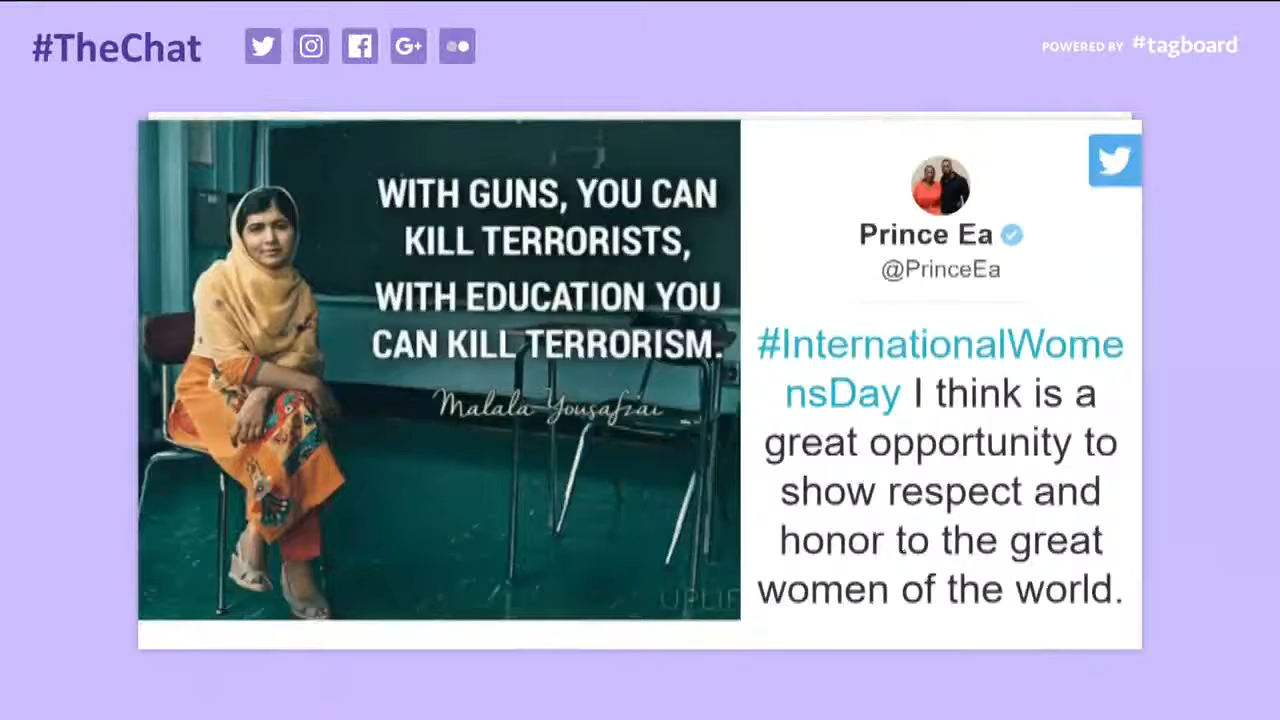 #TheChat
G+
POWERED BY #tagboard
WITH GUNS, YOU CAN
KILL TERRORISTS,
WITH EDUCATION YOU
CAN KILL TERRORISM.
Malala Yousafzai
UPLIF
Prince Ea
@PrinceEa
#InternationalWome
nsDay I think is a
great opportunity to
show respect and
honor to the great
women of the world.